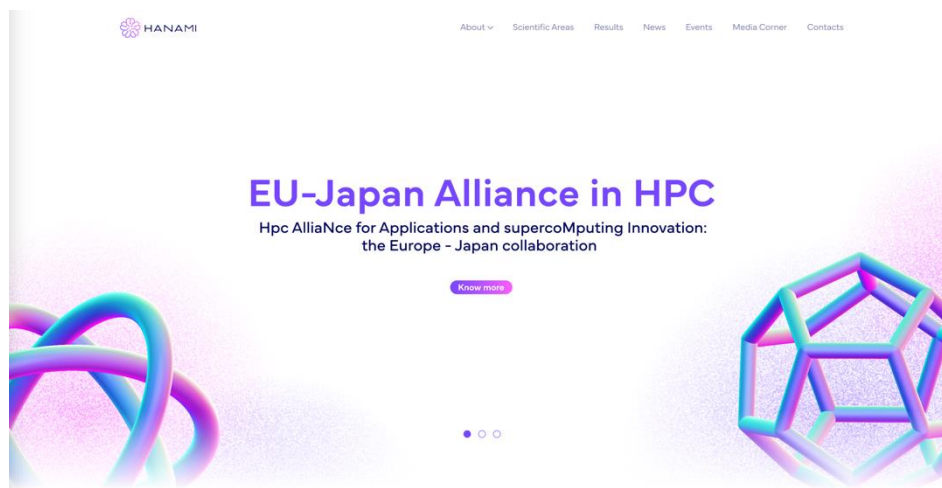 HANAMI
About
Scientific Areas
Results
News
Events
Media Corner
Contacts
EU-Japan Alliance in HPC
Hpc AlliaNce for Applications and supercoMputing Innovation:
the Europe - Japan collaboration
Know more